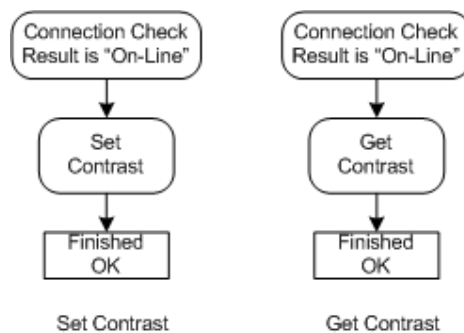 Connection Check
Result is "On-Line"
Set
Contrast
Finished
OK
Set Contrast
Connection Check
Result is "On-Line"
Get
Contrast
Finished
OK
Get Contrast